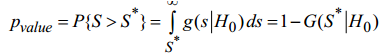 p_value = P{S > S^*} = ∫_{S^*}^{∞} g(s|H_0) ds = 1 − G(S^*|H_0)